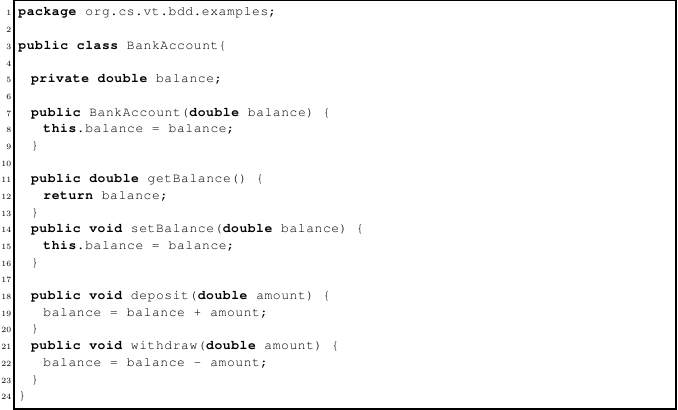 1 package org.cs.vt.bdd.examples;
2
3 public class BankAccount{
4
5 private double balance;
6
7 public BankAccount(double balance) {
8 this.balance = balance;
9 }
10
11 public double getBalance() {
12 return balance;
13 }
14 public void setBalance(double balance) {
15 this.balance = balance;
16 }
17
18 public void deposit(double amount) {
19 balance = balance + amount;
20 }
21 public void withdraw(double amount) {
22 balance = balance - amount;
23 }
24 }